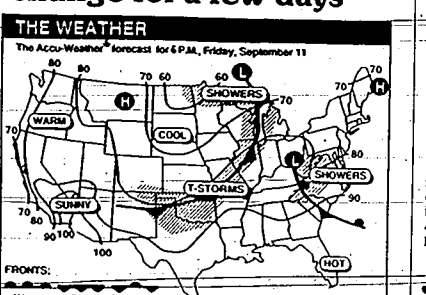 change for a few days
THE WEATHER
The Accu-Weather® forecast for 6 P.M., Friday, September 11
80 80 70 60 60 L 70 70
H H
SHOWERS
70
WARM
COOL
70
L 80
SHOWERS
T-STORMS
90
SUNNY
70
80
90 100
100
HOT
FRONTS: